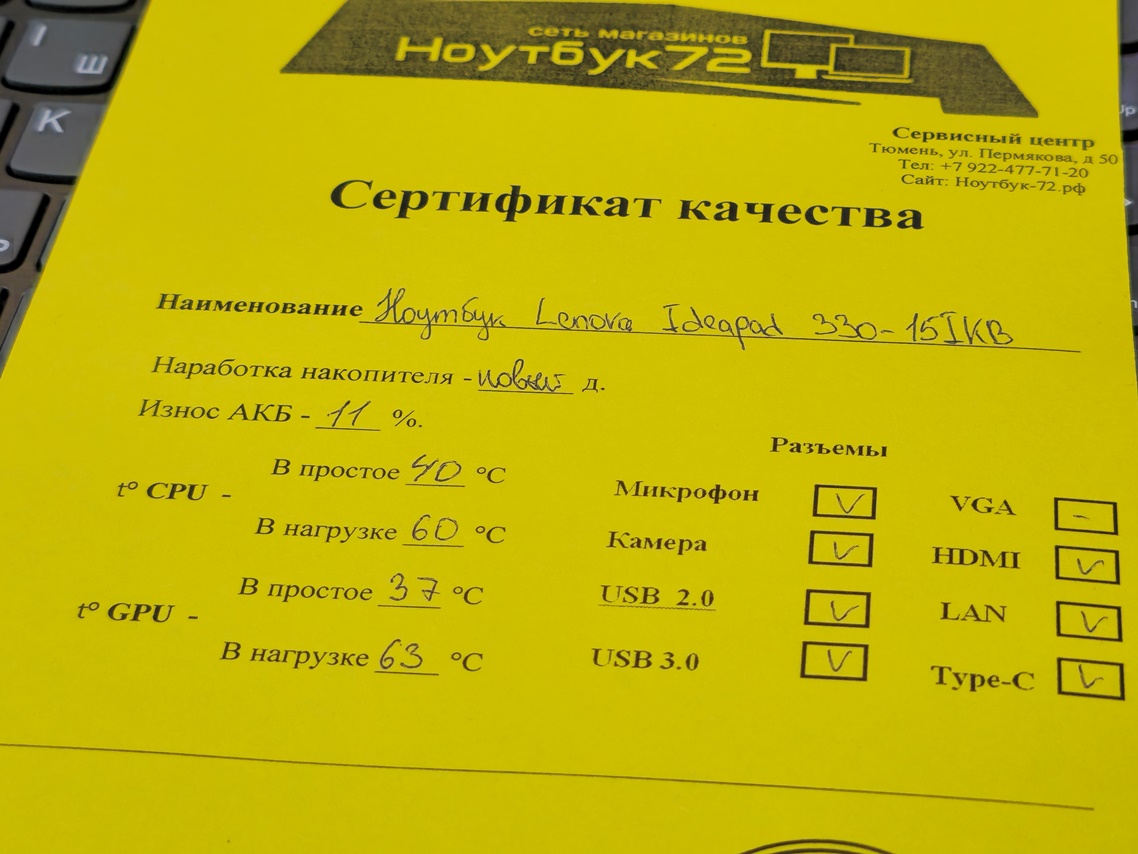 сеть магазинов
Ноутбук72
Сервисный центр
Тюмень, ул. Пермякова, д 50
Тел: +7 922-477-71-20
Сайт: Ноутбук-72.рф
Сертификат качества
Наименование Ноутбук Lenovo Ideapad 330-15IKB
Наработка накопителя - новый д.
Износ АКБ - 11 %.
Разъемы
t° CPU -
В простое 40 °C
В нагрузке 60 °C
t° GPU -
В простое 37 °C
В нагрузке 63 °C
Микрофон V
Камера V
USB 2.0 V
USB 3.0 V
VGA -
HDMI V
LAN V
Type-C V
I
Ш
K
Up